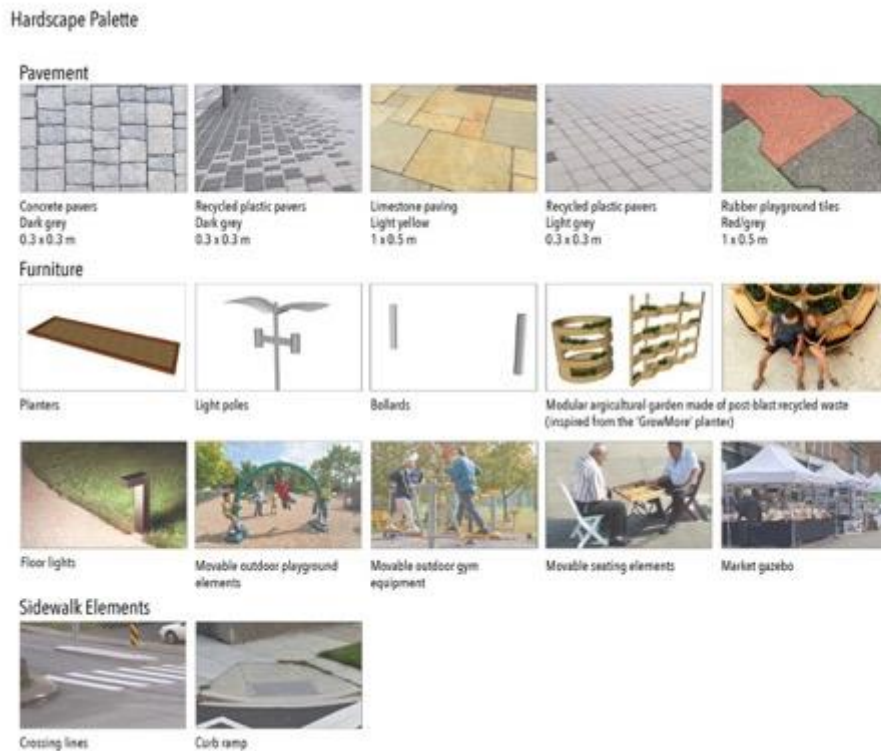 Hardscape Palette
Pavement
Concrete pavers
Dark grey
0.3 x 0.3 m
Recycled plastic pavers
Dark grey
0.3 x 0.3 m
Limestone paving
Light yellow
1 x 0.5 m
Recycled plastic pavers
Light grey
0.3 x 0.3 m
Rubber playground tiles
Red/grey
1 x 0.5 m
Furniture
Planters
Light poles
Bollards
Modular argicultural garden made of post-blast recycled waste
(inspired from the 'GrowMore' planter)
Floor lights
Movable outdoor playground
elements
Movable outdoor gym
equipment
Movable seating elements
Market gazebo
Sidewalk Elements
Crossing lines
Curb ramp